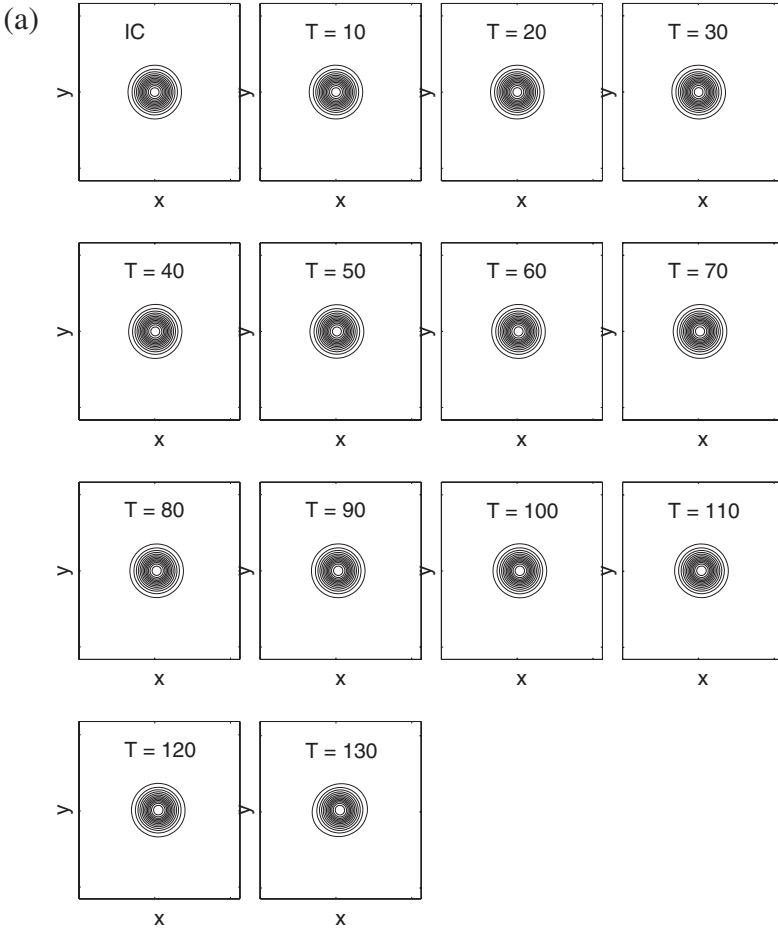 (a)
IC T = 10 T = 20 T = 30
y y y y
x x x x
T = 40 T = 50 T = 60 T = 70
y y y y
x x x x
T = 80 T = 90 T = 100 T = 110
y y y y
x x x x
T = 120 T = 130
y y
x x